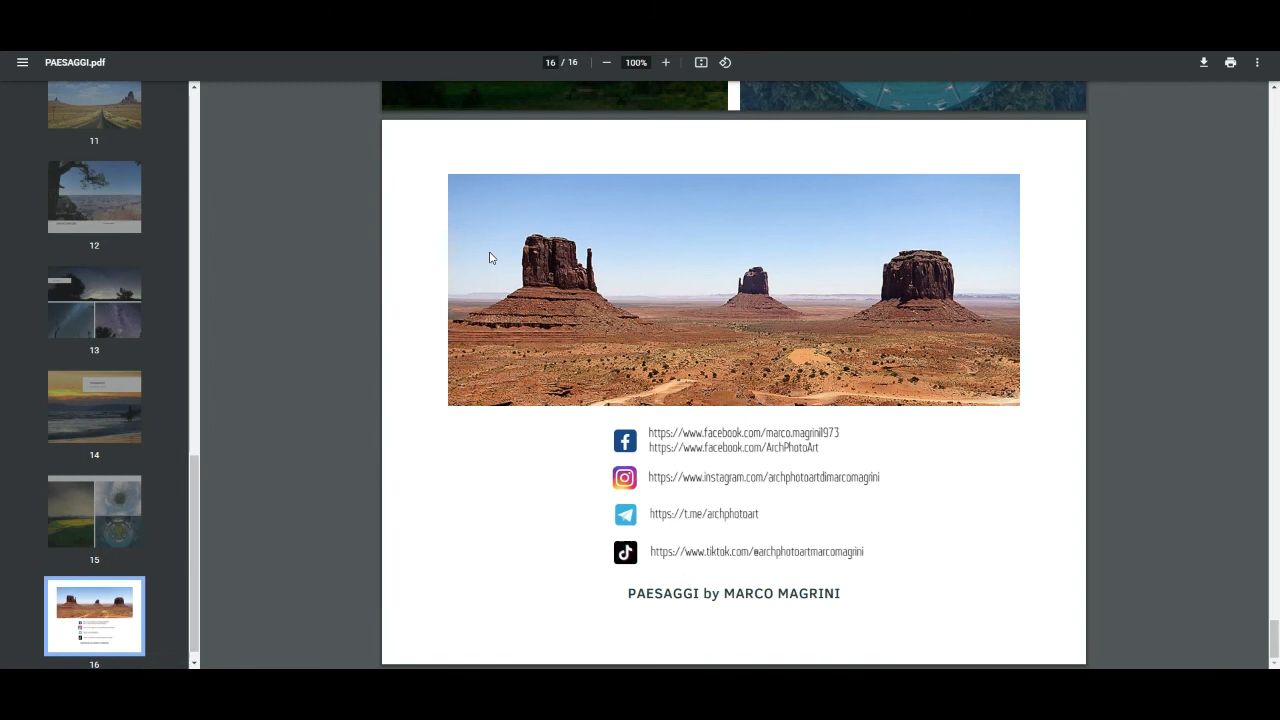 PAESAGGI.pdf
16 / 16
100%
11
12
13
14
15
16
https://www.facebook.com/marco.magrini1973
https://www.facebook.com/ArchPhotoArt
https://www.instagram.com/archphotoartdimarcomagrini
https://t.me/archphotoart
https://www.tiktok.com/@archphotoartmarcomagrini
PAESAGGI by MARCO MAGRINI